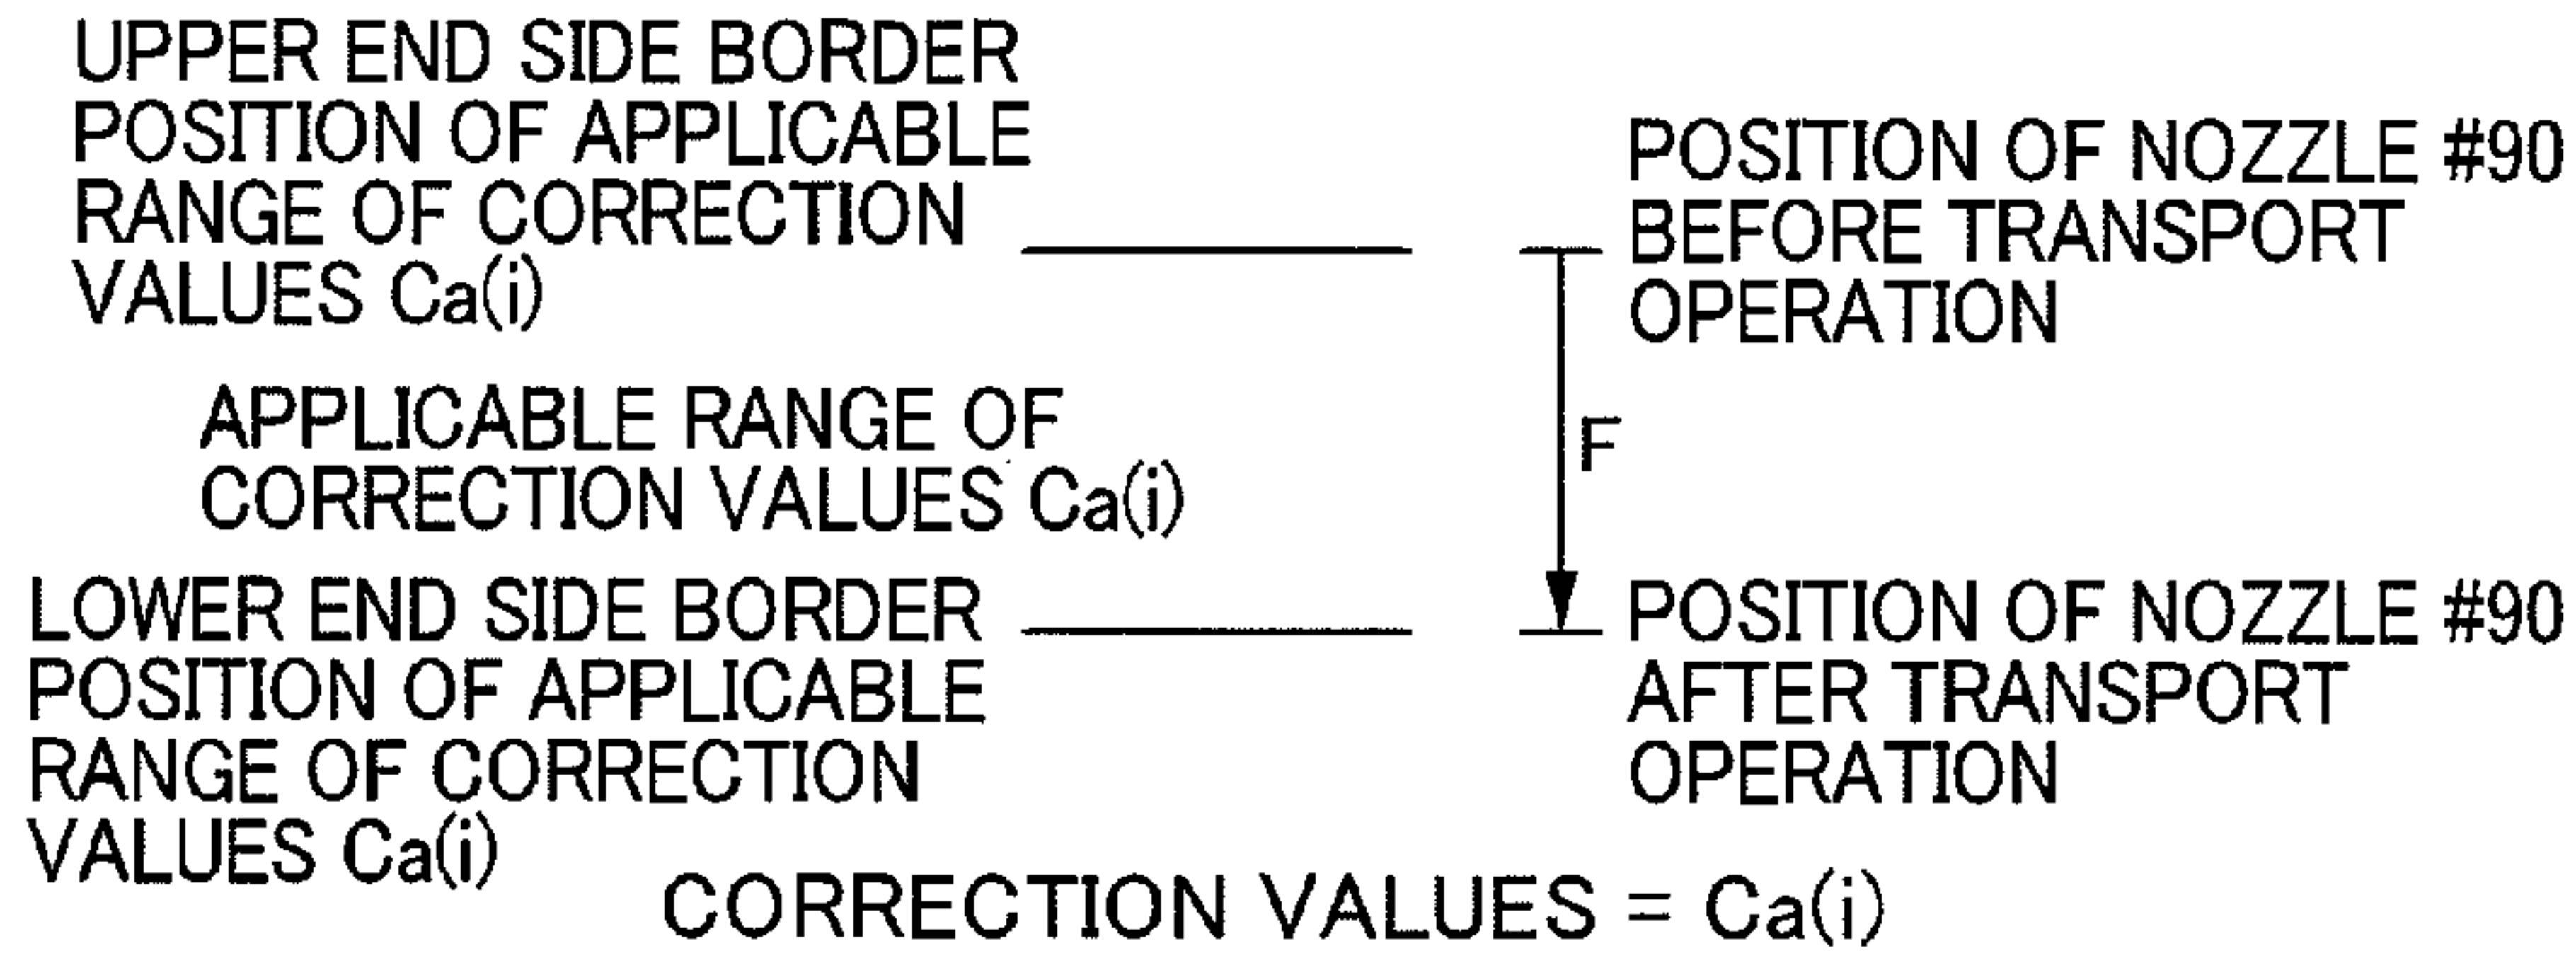 UPPER END SIDE BORDER
POSITION OF APPLICABLE
RANGE OF CORRECTION
VALUES Ca(i)
POSITION OF NOZZLE #90
BEFORE TRANSPORT
OPERATION
APPLICABLE RANGE OF
CORRECTION VALUES Ca(i)
F
LOWER END SIDE BORDER
POSITION OF APPLICABLE
RANGE OF CORRECTION
VALUES Ca(i)
POSITION OF NOZZLE #90
AFTER TRANSPORT
OPERATION
CORRECTION VALUES = Ca(i)